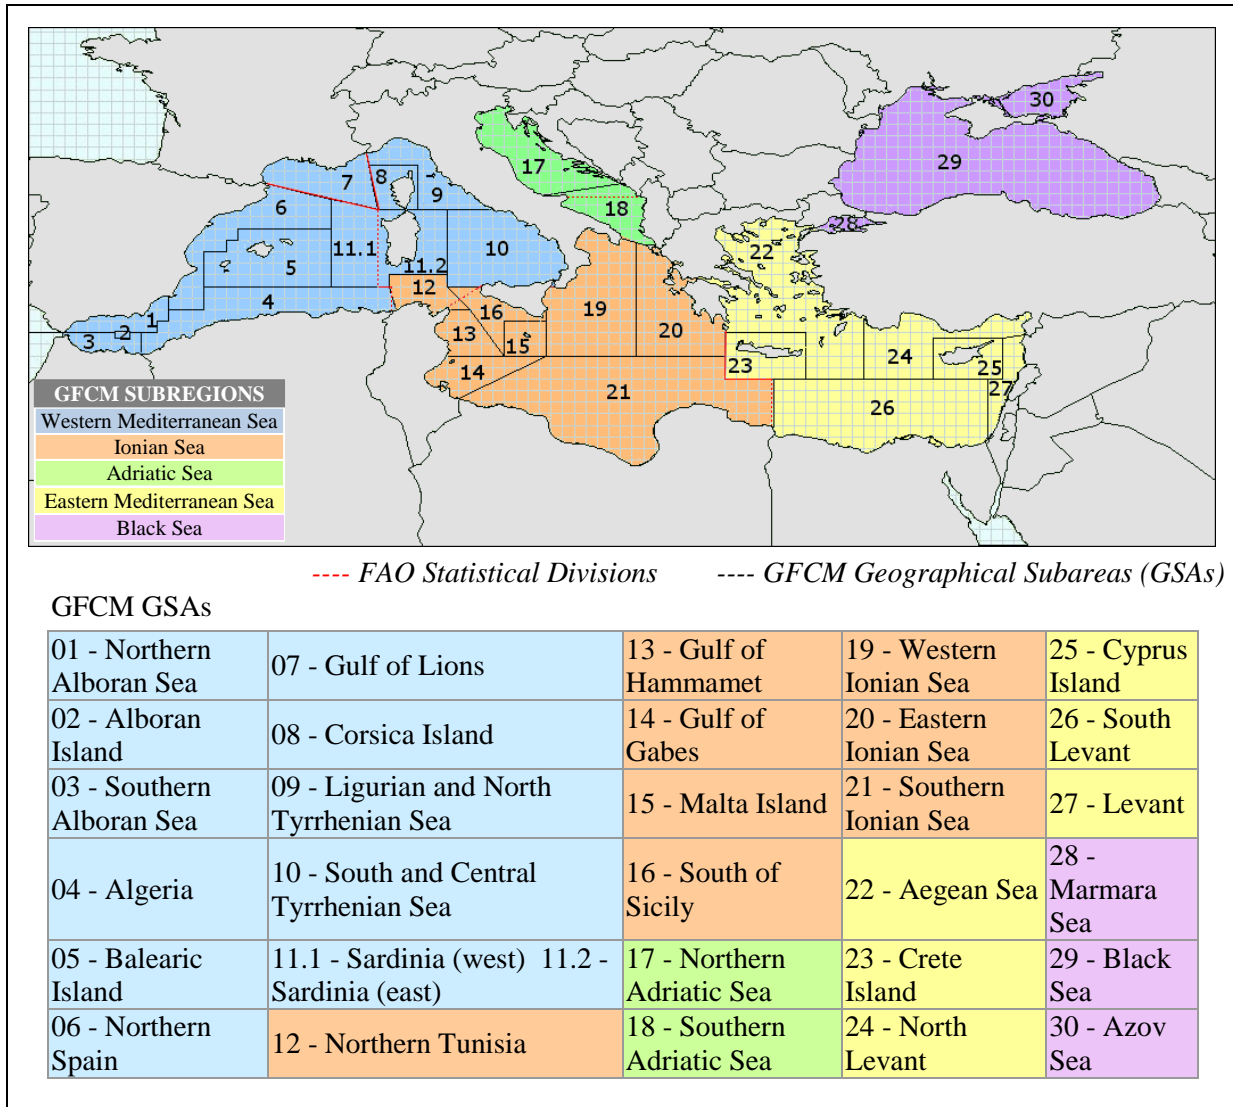 30
29
17
7
8
9
6
18
28
22
11.1
10
5
11.2
12
4
19
16
1
2
3
13
15
20
24
23
25
14
21
26
27
GFCM SUBREGIONS
Western Mediterranean Sea
Ionian Sea
Adriatic Sea
Eastern Mediterranean Sea
Black Sea
---- FAO Statistical Divisions ---- GFCM Geographical Subareas (GSAs)
GFCM GSAs
01 - Northern
Alboran Sea
07 - Gulf of Lions
13 - Gulf of
Hammamet
19 - Western
Ionian Sea
25 - Cyprus
Island
02 - Alboran
Island
08 - Corsica Island
14 - Gulf of
Gabes
20 - Eastern
Ionian Sea
26 - South
Levant
03 - Southern
Alboran Sea
09 - Ligurian and North
Tyrrhenian Sea
15 - Malta Island
21 - Southern
Ionian Sea
27 - Levant
04 - Algeria
10 - South and Central
Tyrrhenian Sea
16 - South of
Sicily
22 - Aegean Sea
28 -
Marmara
Sea
05 - Balearic
Island
11.1 - Sardinia (west) 11.2 -
Sardinia (east)
17 - Northern
Adriatic Sea
23 - Crete
Island
29 - Black
Sea
06 - Northern
Spain
12 - Northern Tunisia
18 - Southern
Adriatic Sea
24 - North
Levant
30 - Azov
Sea